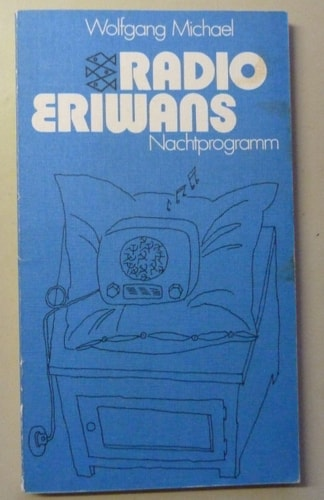 Wolfgang Michael
RADIO
ERIWANS
Nachtprogramm